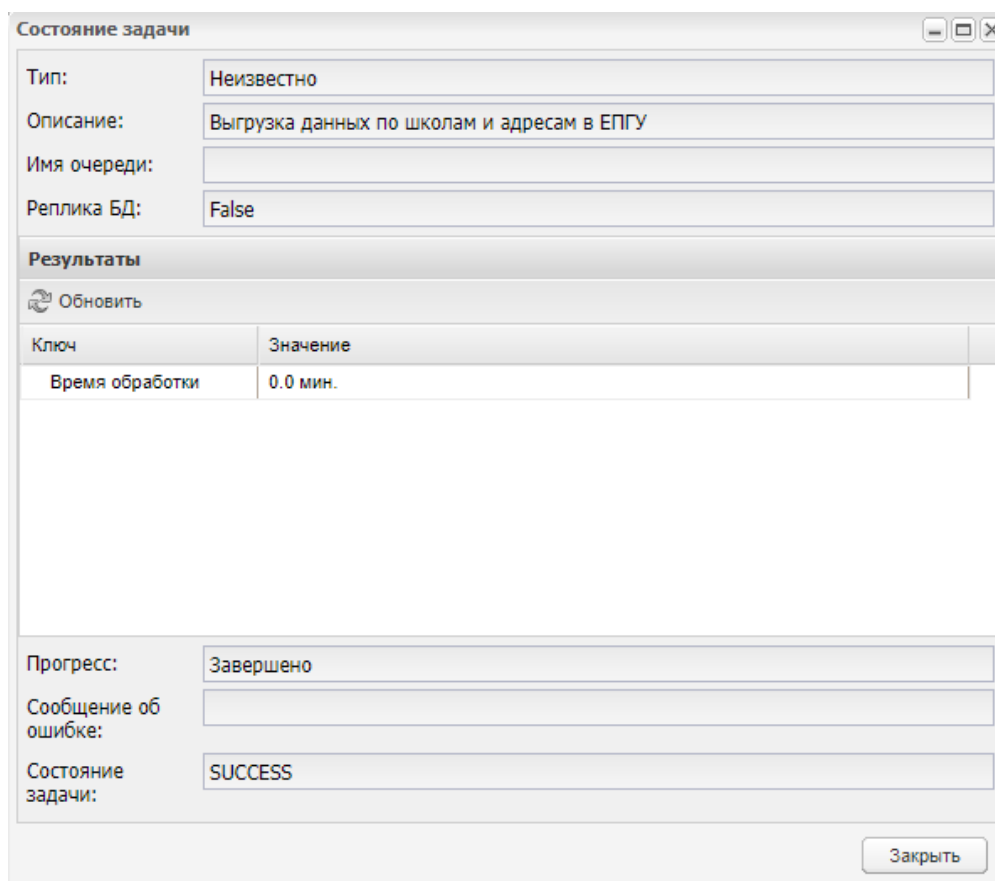 Состояние задачи
Тип: Неизвестно
Описание: Выгрузка данных по школам и адресам в ЕПГУ
Имя очереди:
Реплика БД: False
Результаты
Обновить
Ключ Значение
Время обработки 0.0 мин.
Прогресс: Завершено
Сообщение об
ошибке:
Состояние SUCCESS
задачи:
Закрыть